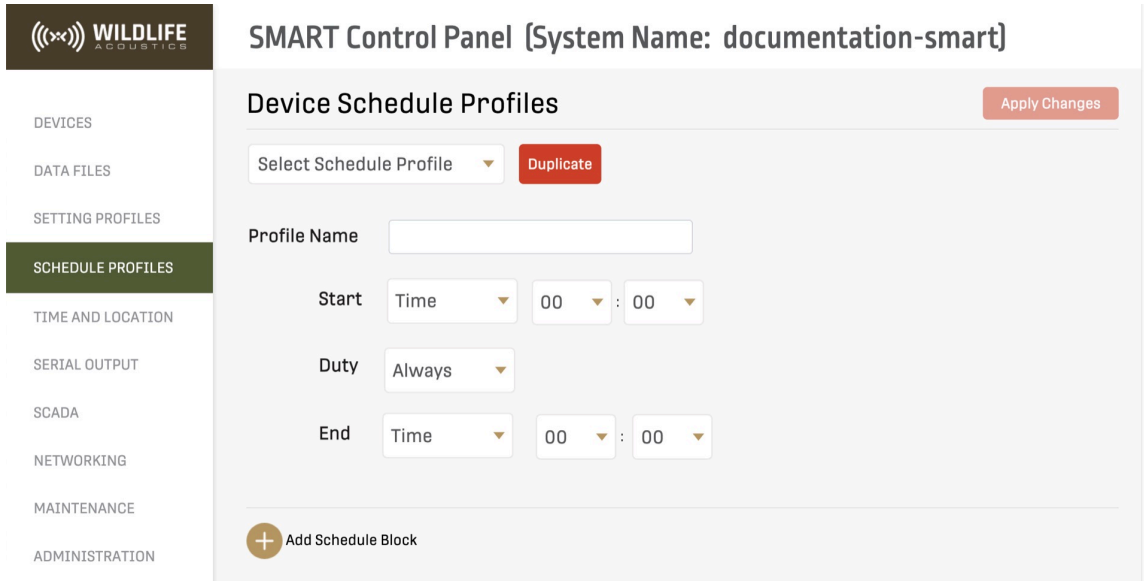 WILDLIFE
ACOUSTICS
SMART Control Panel (System Name: documentation-smart)
DEVICES
DATA FILES
SETTING PROFILES
SCHEDULE PROFILES
TIME AND LOCATION
SERIAL OUTPUT
SCADA
NETWORKING
MAINTENANCE
ADMINISTRATION
Device Schedule Profiles
Apply Changes
Select Schedule Profile
Duplicate
Profile Name
Start Time 00 : 00
Duty Always
End Time 00 : 00
Add Schedule Block